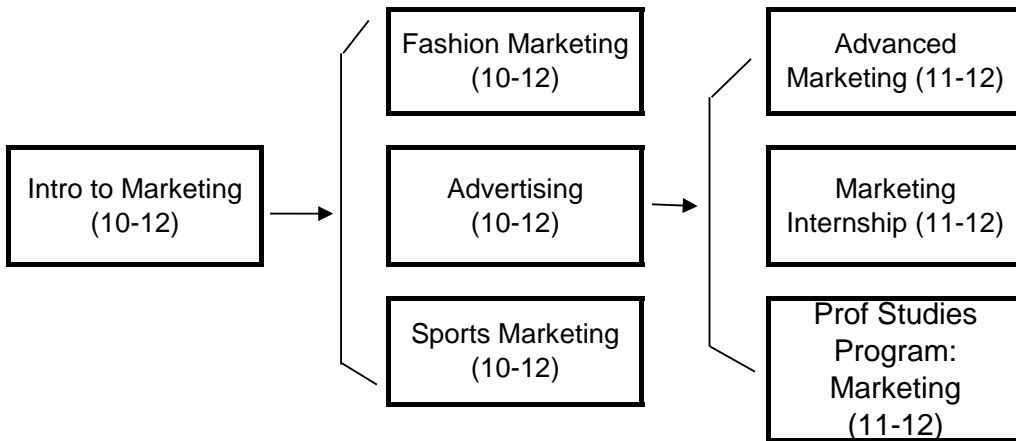 Intro to Marketing
(10-12)
Fashion Marketing
(10-12)
Advertising
(10-12)
Sports Marketing
(10-12)
Advanced
Marketing (11-12)
Marketing
Internship (11-12)
Prof Studies
Program:
Marketing
(11-12)